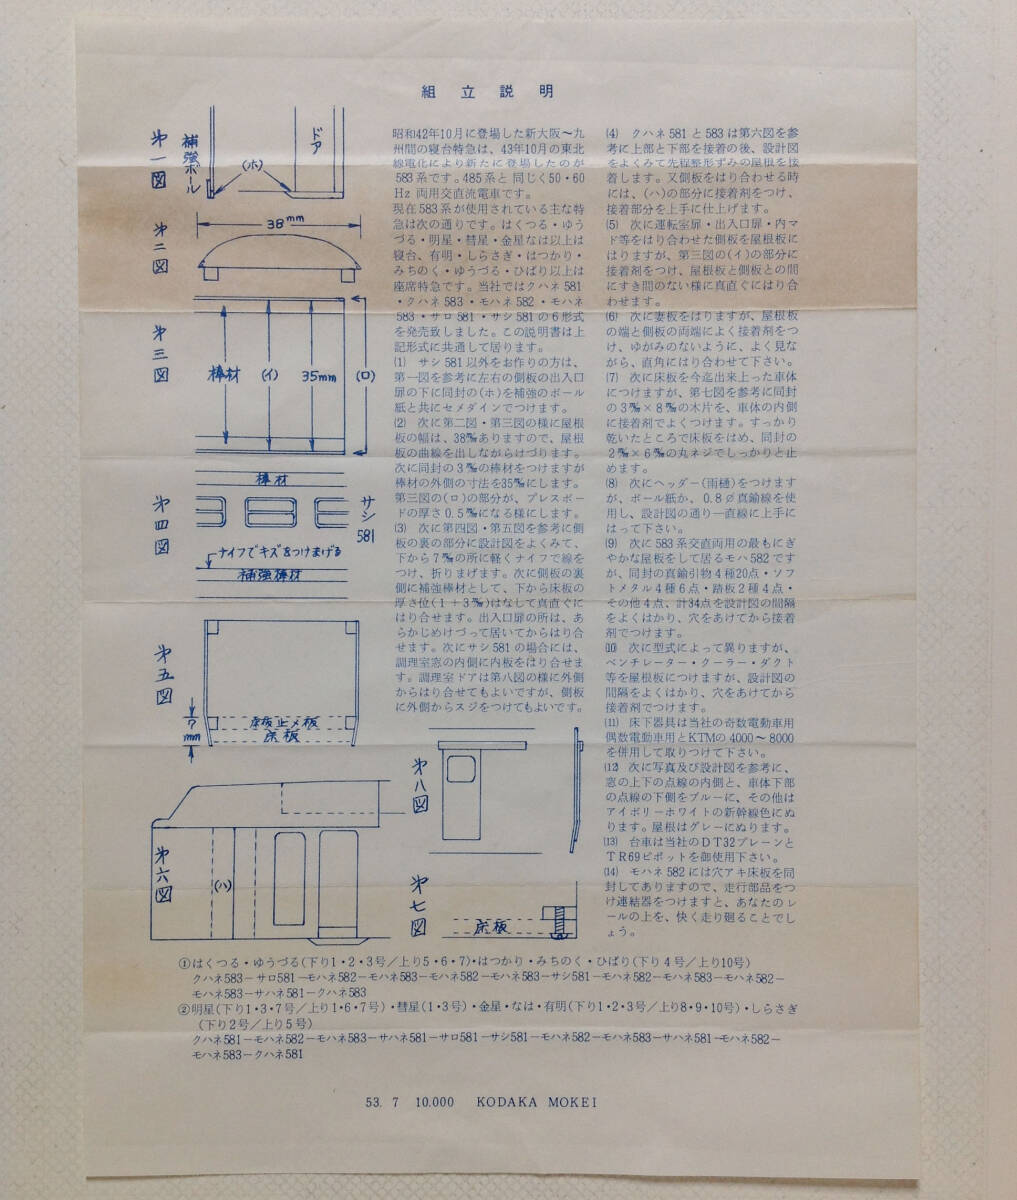 組立説明
昭和42年10月に登場した新大阪〜九
州間の寝台特急は、43年10月の東北
線電化により新たに登場したのが
583系です。485系と同じく50・60
Hz 両用交直流電車です。
現在583系が使用されている主な特
急は次の通りです。はくつる・ゆう
づる・明星・彗星・金星なは以上は
寝台、有明・しらさぎ・はつかり・
みちのく・ゆうづる・ひばり以上は
座席特急です。当社ではクハネ581
・クハネ583・モハネ582・モハネ
583・サロ581・サシ581の6形式
を発売致しました。この説明書は上
記形式に共通して居ります。
(1) サシ581以外をお作りの方は、
第一図を参考に左右の側板の出入口
扉の下に同封の(ホ)を補強のボール
紙と共にセメダインでつけます。
(2) 次に第二図・第三図の様に屋根
板の幅は、38㎜ありますので、屋根
板の曲線を出しながらけづります。
次に同封の3㎜の棒材をつけますが
棒材の外側の寸法を35㎜にします。
第三図の(ロ)の部分が、プレスボー
ドの厚さ0.5㎜になる様にします。
(3) 次に第四図・第五図を参考に側
板の裏の部分に設計図をよくみて、
下から7㎜の所に軽くナイフで線を
つけ、折りまげます。次に側板の裏
側に補強棒材として、下から床板の
厚さ位(1+3㎜)はなして真直ぐに
はり合せます。出入口扉の所は、あ
らかじめけづって居いてからはり合
せます。次にサシ581の場合には、
調理室窓の内側に内板をはり合せま
す。調理室ドアは第八図の様に外側
からはり合せてもよいですが、側板
に外側からスジをつけてもよいです。
(4) クハネ581と583は第六図を参
考に上部と下部を接着の後、設計図
をよくみて先程整形ずみの屋根を接
着します。又側板をはり合わせる時
には、(ハ)の部分に接着剤をつけ、
接着部分を上手に仕上げます。
(5) 次に運転室扉・出入口扉・内マ
ド等をはり合わせた側板を屋根板に
はりますが、第三図の(イ)の部分に
接着剤をつけ、屋根板と側板との間
にすき間のない様に真直ぐにはり合
わせます。
(6) 次に妻板をはりますが、屋根板
の端と側板の両端によく接着剤をつ
け、ゆがみのないように、よく見な
がら、直角にはり合わせて下さい。
(7) 次に床板を今迄出来上った車体
につけますが、第七図を参考に同封
の3㎜×8㎜の木片を、車体の内側
に接着剤でよくつけます。すっかり
乾いたところで床板をはめ、同封の
2㎜×6㎜の丸ネジでしっかりと止
めます。
(8) 次にヘッダー(雨樋)をつけます
が、ボール紙か、0.8φ真鍮線を使
用し、設計図の通り一直線に上手に
はって下さい。
(9) 次に583系交直両用の最もにぎ
やかな屋根をして居るモハ582です
が、同封の真鍮引物4種20点・ソフ
トメタル4種6点・踏板2種4点・
その他4点、計34点を設計図の間隔
をよくはかり、穴をあけてから接着
剤でつけます。
(10) 次に型式によって異りますが、
ベンチレーター・クーラー・ダクト
等を屋根板につけますが、設計図の
間隔をよくはかり、穴をあけてから
接着剤でつけます。
(11) 床下器具は当社の奇数電動車用
偶数電動車用とKTMの4000〜8000
を併用して取りつけて下さい。
(12) 次に写真及び設計図を参考に、
窓の上下の点線の内側と、車体下部
の点線の下側をブルーに、その他は
アイボリーホワイトの新幹線色にぬ
ります。屋根はグレーにぬります。
(13) 台車は当社のDT32プレーンと
TR69ピボットを御使用下さい。
(14) モハネ582には穴アキ床板を同
封してありますので、走行部品をつ
け連結器をつけますと、あなたのレ
ールの上を、快く走り廻ることでし
ょう。
第一図
補強ボール
(ホ)
ドア
第二図
38mm
第三図
棒材
(イ)
35mm
(ロ)
第四図
棒材
サシ
581
ナイフでキズをつけまげる
補強棒材
第五図
7
mm
床板止メ板
床板
第六図
(ハ)
第八図
第七図
床板
①はくつる・ゆうづる(下り1・2・3号/上り5・6・7)・はつかり・みちのく・ひばり(下り4号/上り10号)
クハネ583−サロ581−モハネ582−モハネ583−モハネ582−モハネ583−サシ581−モハネ582−モハネ583−モハネ582−
モハネ583−サハネ581−クハネ583
②明星(下り1・3・7号/上り1・6・7号)・彗星(1・3号)・金星・なは・有明(下り1・2・3号/上り8・9・10号)・しらさぎ
(下り2号/上り5号)
クハネ581−モハネ582−モハネ583−サハネ581−サロ581−サシ581−モハネ582−モハネ583−サハネ581−モハネ582−
モハネ583−クハネ581
53. 7 10.000 KODAKA MOKEI